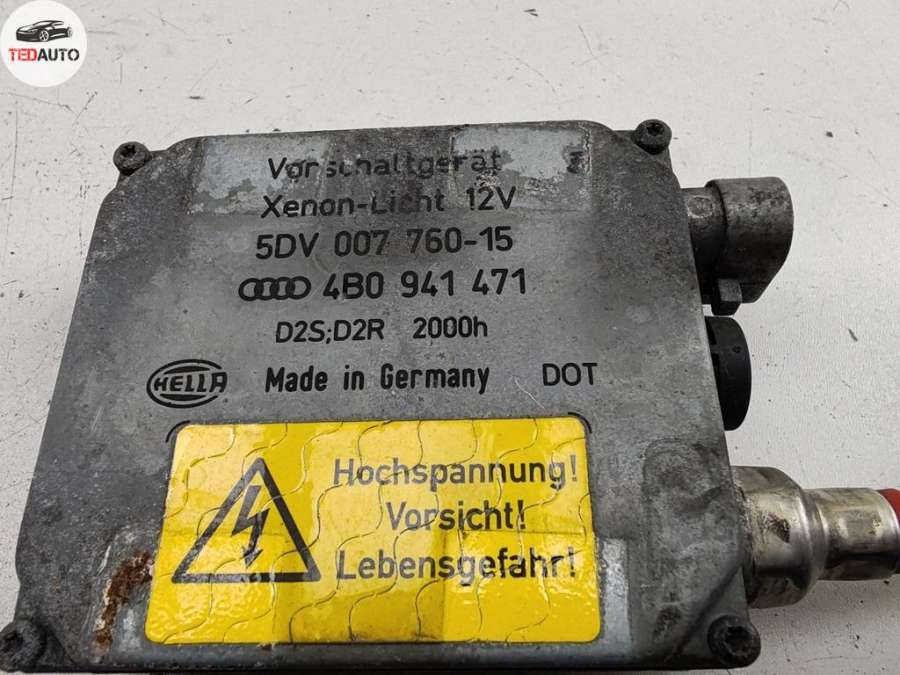 TEDAUTO
Vorschaltgerät
Xenon-Licht 12V
5DV 007 760-15
4B0 941 471
D2S;D2R 2000h
HELLA Made in Germany DOT
Hochspannung!
Vorsicht!
Lebensgefahr!